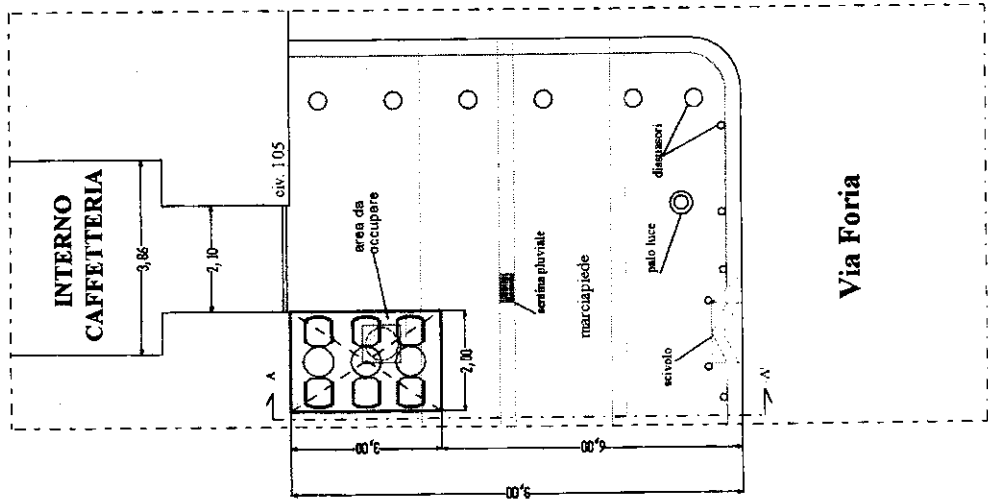 INTERNO
CAFFETTERIA
3,86
2,10
civ. 105
area da
occupare
A
2,00
3,00
sentina pluviale
marciapiede
6,00
9,00
dissuasori
palo luce
scivolo
A'
Via Foria